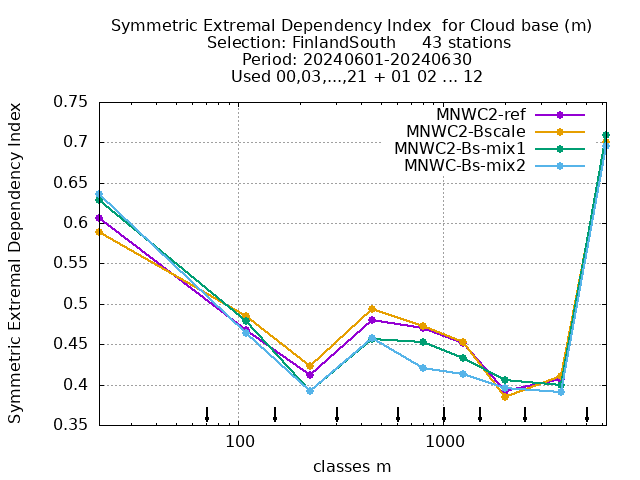 Symmetric Extremal Dependency Index  for Cloud base (m)
Selection: FinlandSouth     43 stations
Period: 20240601-20240630
Used 00,03,...,21 + 01 02 ... 12
Symmetric Extremal Dependency Index
0.75
0.7
0.65
0.6
0.55
0.5
0.45
0.4
0.35
MNWC2-ref
MNWC2-Bscale
MNWC2-Bs-mix1
MNWC-Bs-mix2
100
1000
classes m